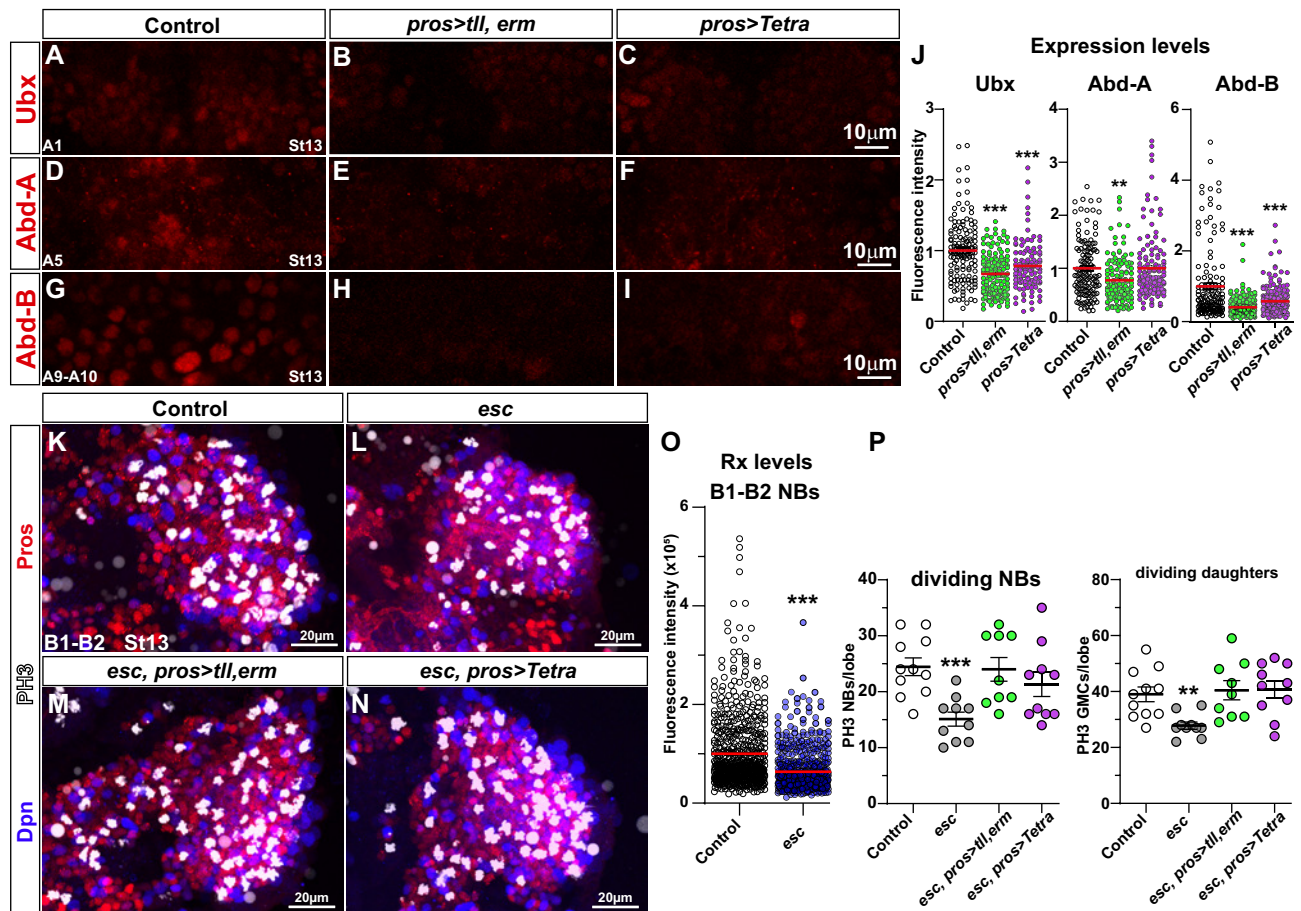 Control
pros>tll, erm
pros>Tetra
Ubx
A
A1
St13
B
C
10µm
Abd-A
D
A5
St13
E
F
10µm
Abd-B
G
A9-A10
St13
H
I
10µm
J
Expression levels
Ubx
Abd-A
Abd-B
Fluorescence intensity
3
2
1
0
4
3
2
1
0
6
4
2
0
***
***
**
***
***
Control
pros>tll,erm
pros>Tetra
Control
pros>tll,erm
pros>Tetra
Control
pros>tll,erm
pros>Tetra
Control
esc
Pros
PH3
Dpn
K
B1-B2 St13
20µm
L
20µm
esc, pros>tll,erm
esc, pros>Tetra
M
20µm
N
20µm
O
Rx levels
B1-B2 NBs
Fluorescence intensity (x10⁵)
6
4
2
0
***
Control
esc
P
dividing NBs
PH3 NBs/lobe
40
30
20
10
0
***
Control
esc
esc, pros>tll,erm
esc, pros>Tetra
dividing daughters
PH3 GMCs/lobe
80
60
40
20
0
**
Control
esc
esc, pros>tll,erm
esc, pros>Tetra